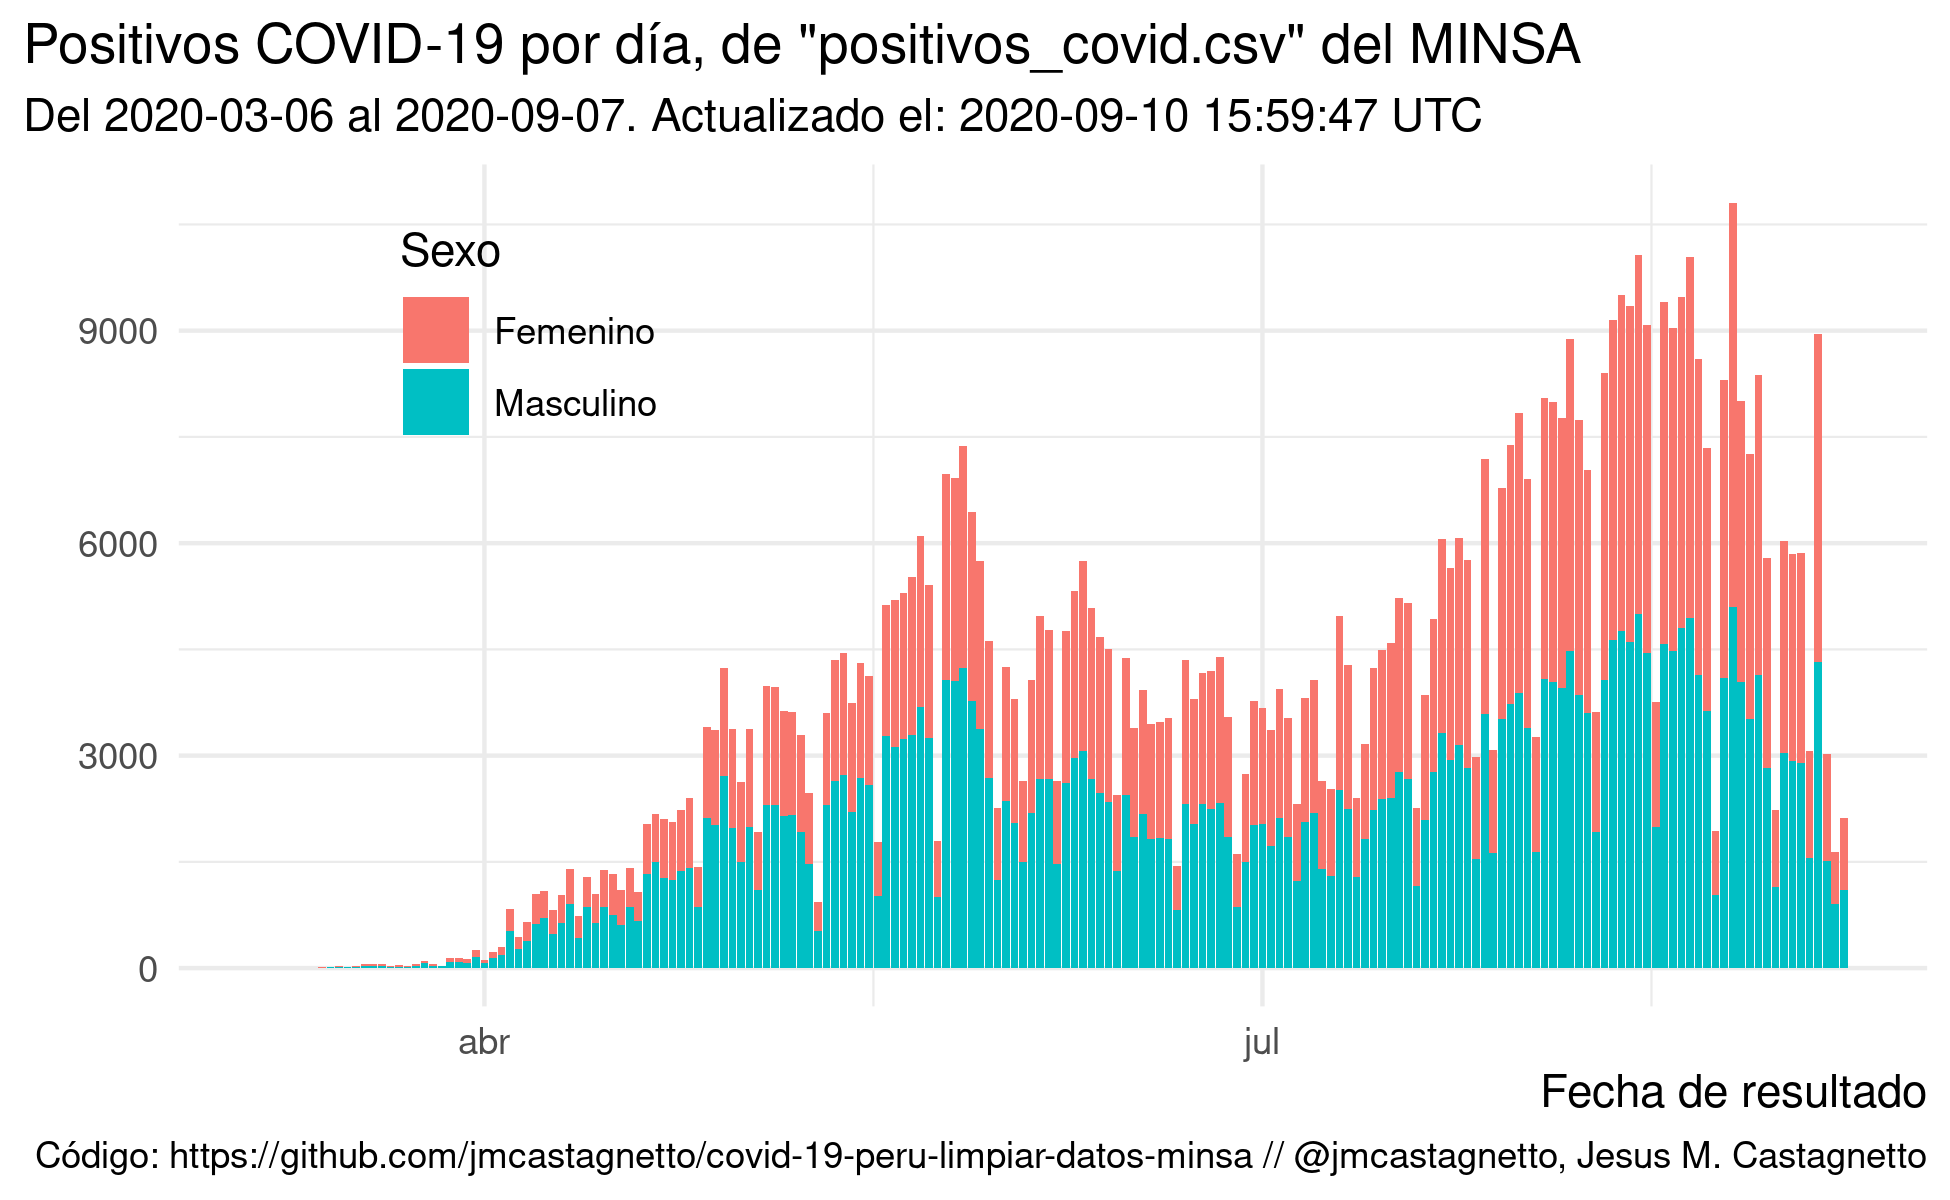 Positivos COVID-19 por día, de "positivos_covid.csv" del MINSA
Del 2020-03-06 al 2020-09-07. Actualizado el: 2020-09-10 15:59:47 UTC
Sexo
Femenino
Masculino
9000
6000
3000
0
abr
jul
Fecha de resultado
Código: https://github.com/jmcastagnetto/covid-19-peru-limpiar-datos-minsa // @jmcastagnetto, Jesus M. Castagnetto